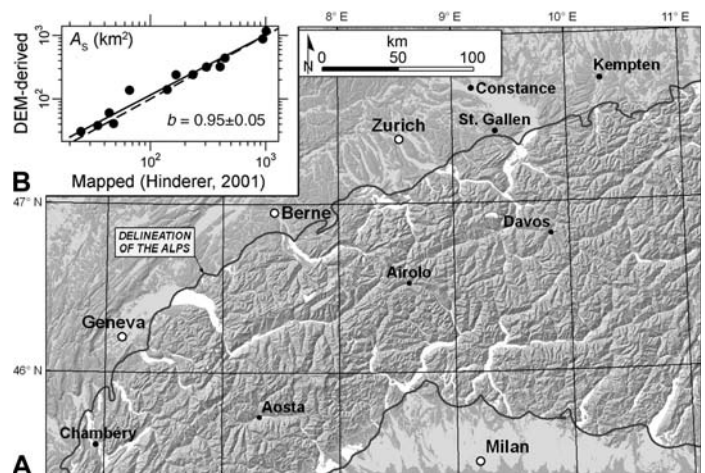 10³
10²
DEM-derived
Aₛ (km²)
b = 0.95±0.05
10²
10³
Mapped (Hinderer, 2001)
B
8° E
9° E
10° E
11° E
N
km
0
50
100
Kempten
Constance
St. Gallen
Zurich
47° N
Berne
Davos
DELINEATION
OF THE ALPS
Airolo
Geneva
46° N
Aosta
Chambéry
Milan
A